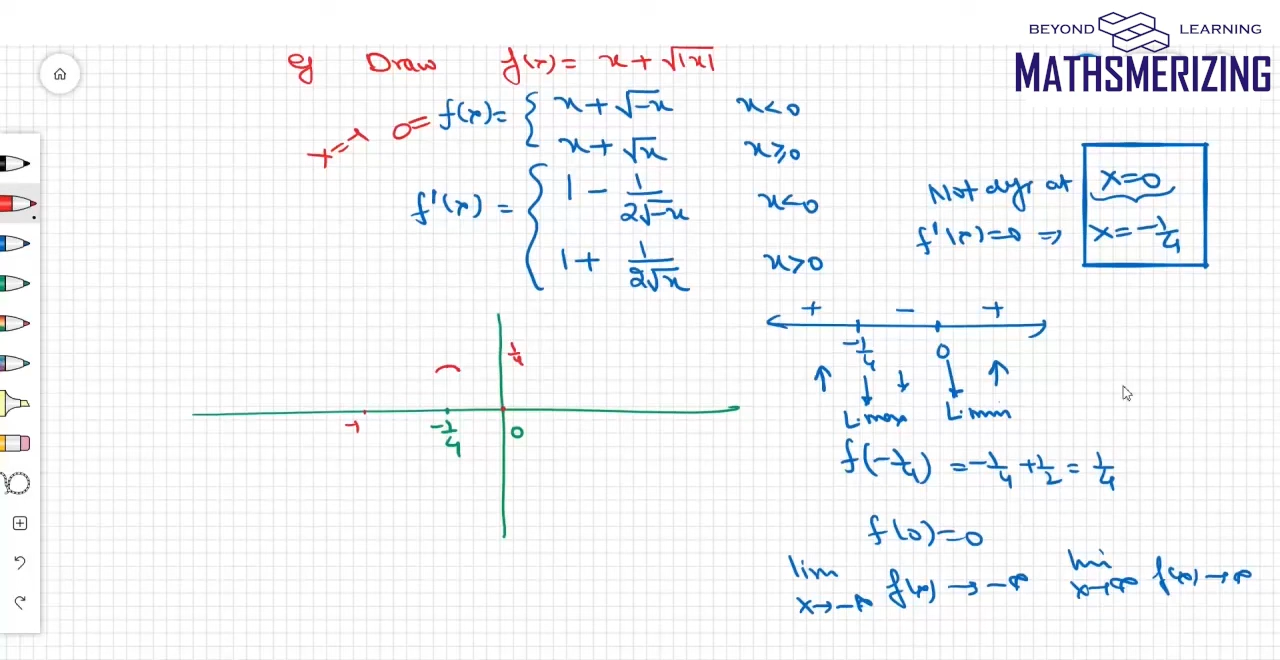 BEYOND LEARNING
MATHSMERIZING
eg Draw f(x) = x + √|x|
f(x) = { x + √-x x < 0
x + √x x ≥ 0
x = -1 0 =
f'(x) = { 1 - 1/(2√-x) x < 0
1 + 1/(2√x) x > 0
Not diff at x = 0
f'(x) = 0 ⇒ x = -1/4
+ - +
-1/4 0
↑ ↓ ↓ ↓ ↑
L. max L. min
f(-1/4) = -1/4 + 1/2 = 1/4
f(0) = 0
lim x→-∞ f(x) → -∞ lim x→∞ f(x) → ∞
1/4
-1 -1/4 0